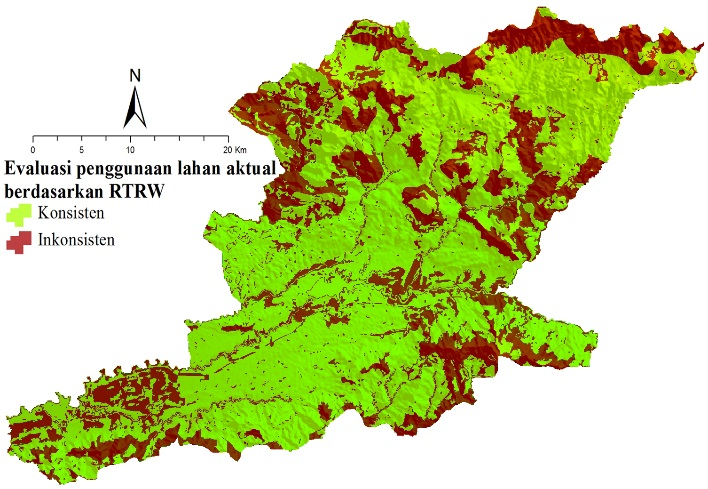 N
0 5 10 20 Km
Evaluasi penggunaan lahan aktual
berdasarkan RTRW
Konsisten
Inkonsisten